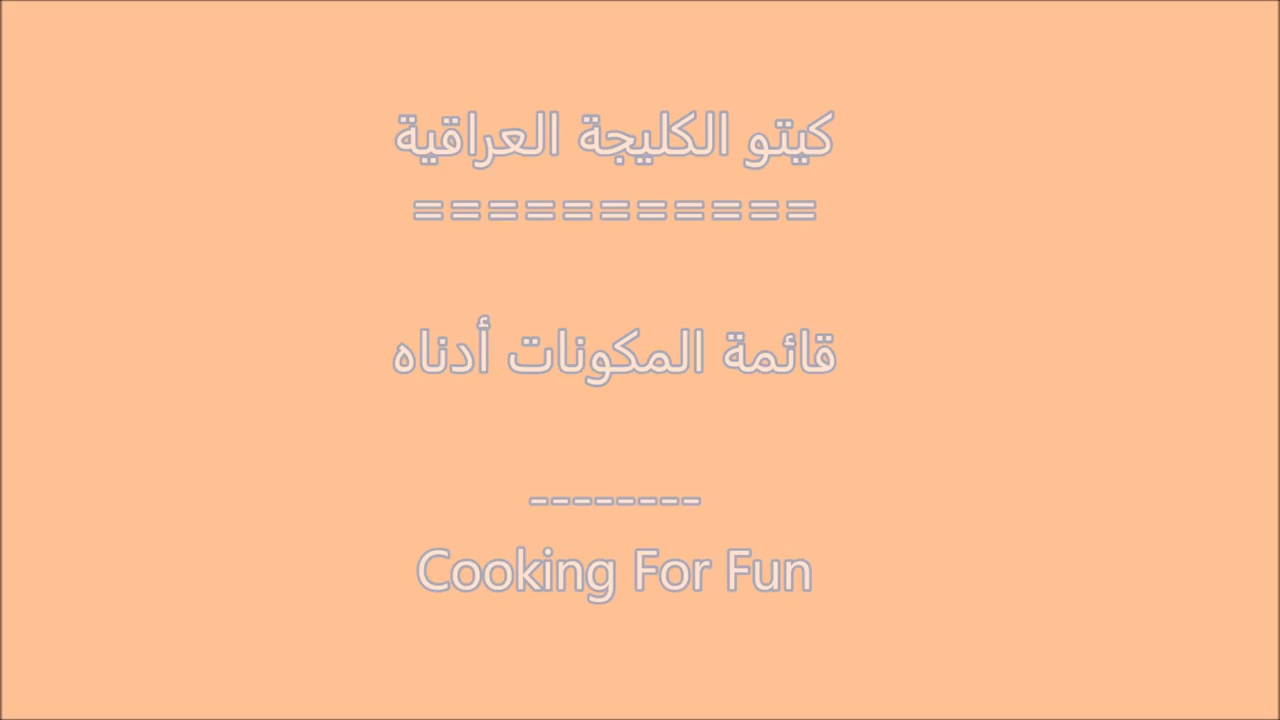 كيتو الكليجة العراقية
===========
قائمة المكونات أدناه
--------
Cooking For Fun